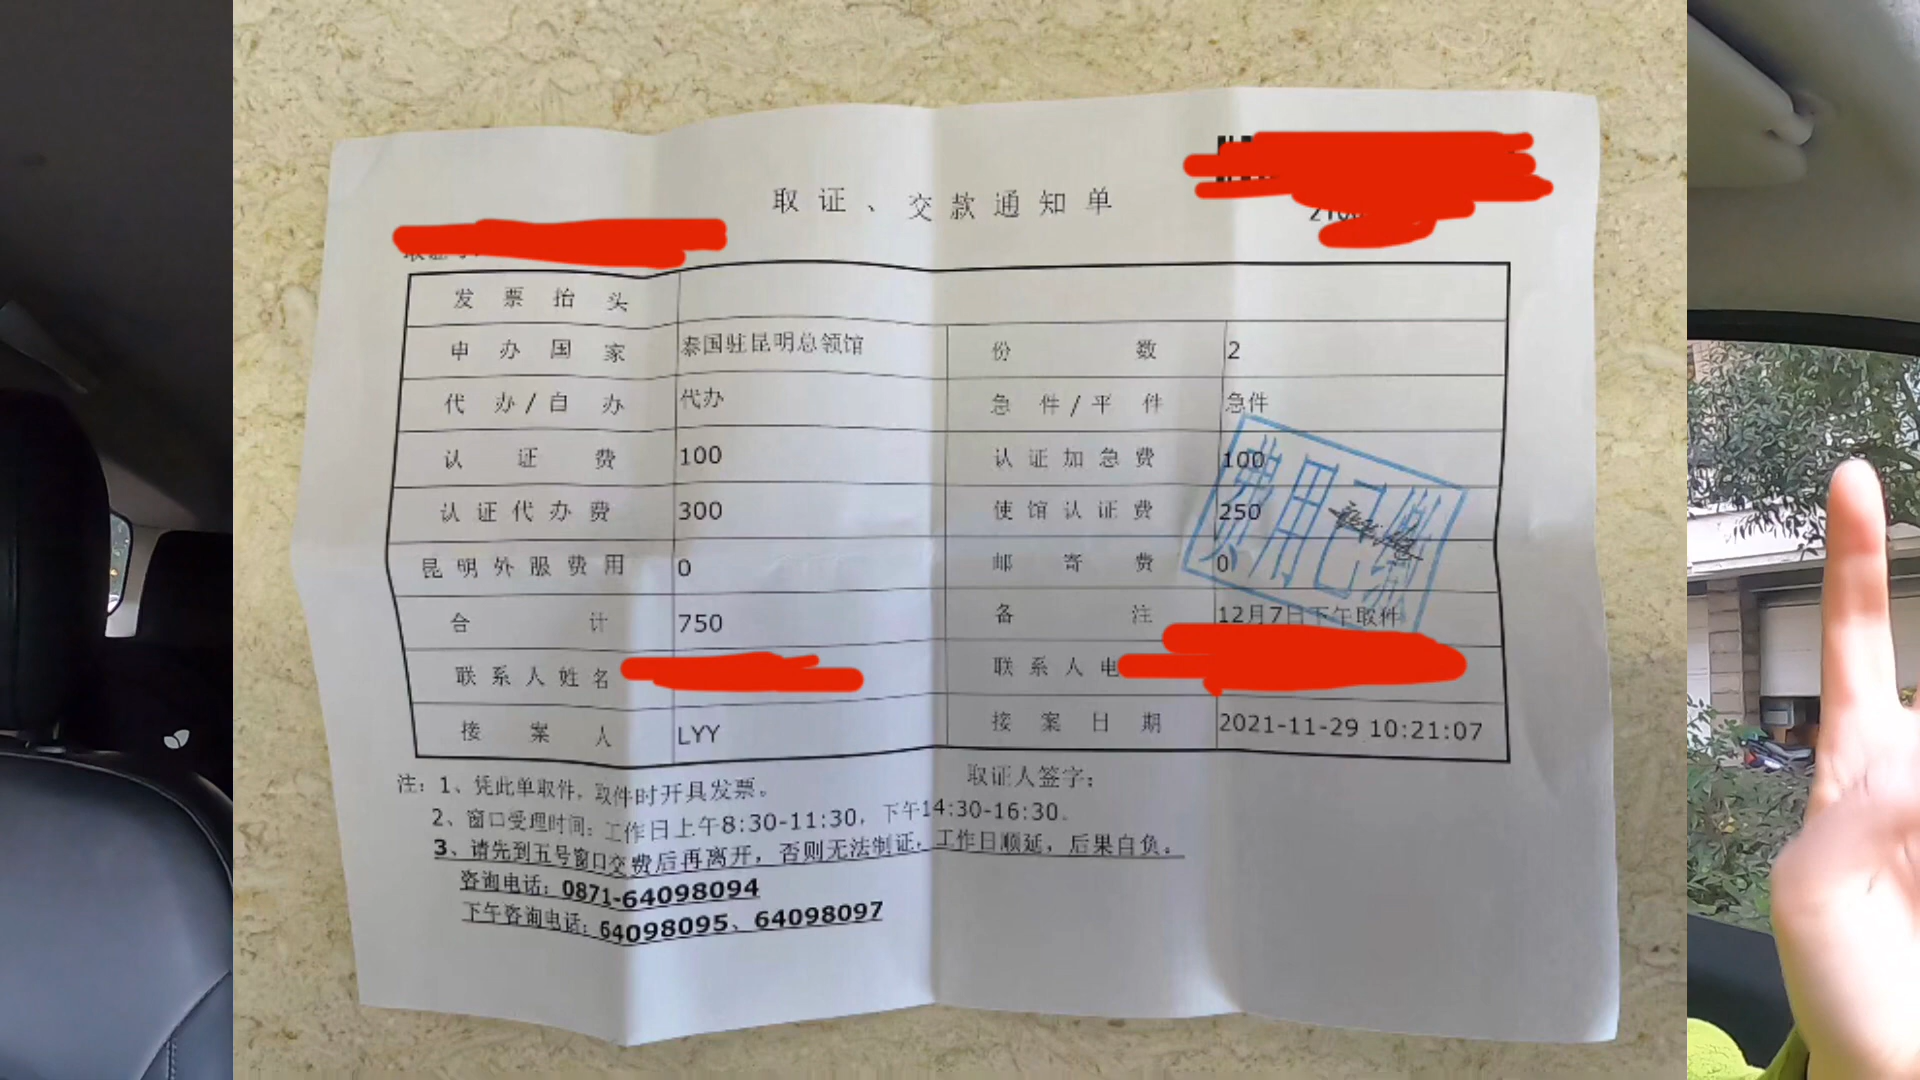 取证、交款通知单
发票抬头
申办国家 泰国驻昆明总领馆 份数 2
代办/自办 代办 急件/平件 急件
认证费 100 认证加急费 100
认证代办费 300 使馆认证费 250
昆明外服费用 0 邮寄费 0
合计 750 备注 12月7日下午取件
费用已缴
联系人姓名 联系人电
接案人 LYY 接案日期 2021-11-29 10:21:07
注：1、凭此单取件，取件时开具发票。 取证人签字：
2、窗口受理时间：工作日上午8:30-11:30，下午14:30-16:30。
3、请先到五号窗口交费后再离开，否则无法制证，工作日顺延，后果自负。
咨询电话：0871-64098094
下午咨询电话：64098095、64098097